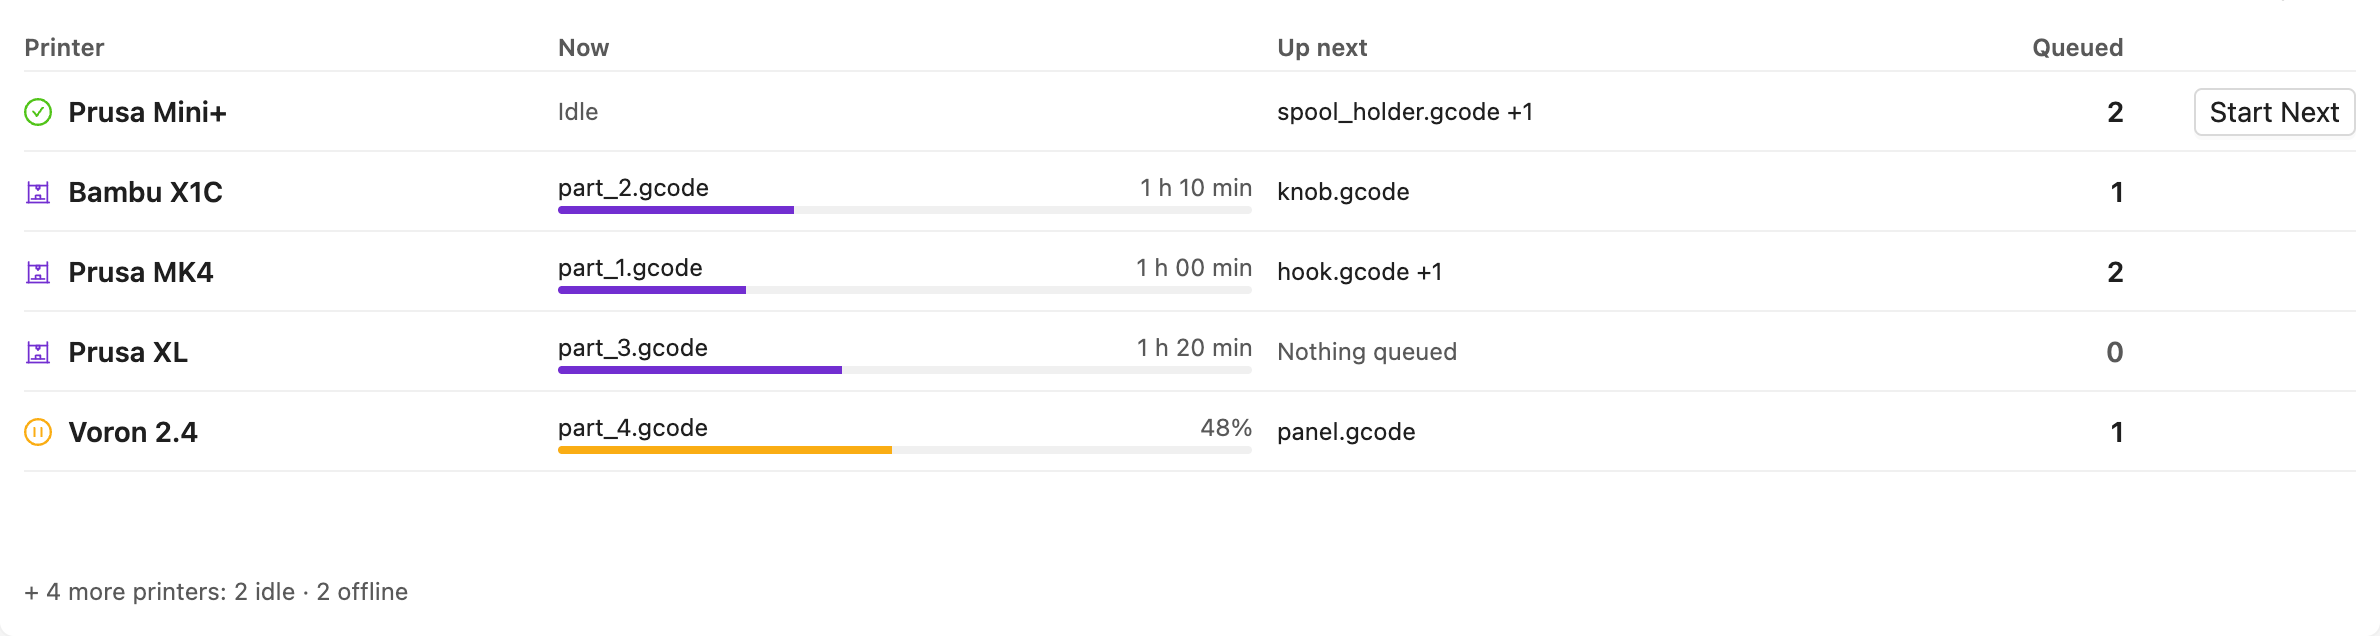 Printer Now Up next Queued
Prusa Mini+ Idle spool_holder.gcode +1 2 Start Next
Bambu X1C part_2.gcode 1 h 10 min knob.gcode 1
Prusa MK4 part_1.gcode 1 h 00 min hook.gcode +1 2
Prusa XL part_3.gcode 1 h 20 min Nothing queued 0
Voron 2.4 part_4.gcode 48% panel.gcode 1
+ 4 more printers: 2 idle · 2 offline